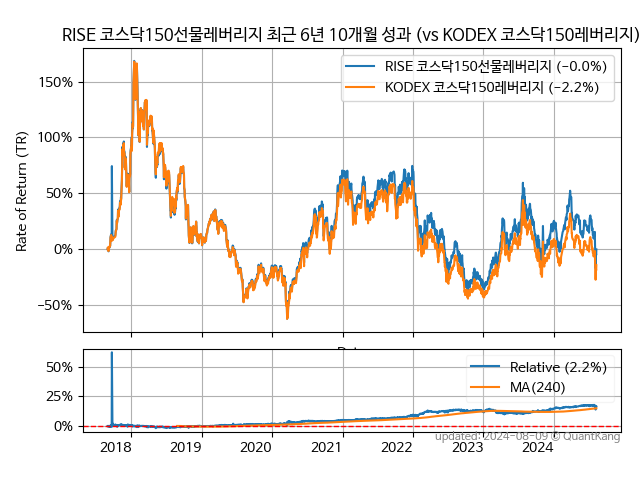 RISE 코스닥150선물레버리지 최근 6년 10개월 성과 (vs KODEX 코스닥150레버리지)
RISE 코스닥150선물레버리지 (-0.0%)
KODEX 코스닥150레버리지 (-2.2%)
Rate of Return (TR)
150%
100%
50%
0%
-50%
Relative (2.2%)
MA(240)
50%
25%
0%
updated: 2024-08-09 © QuantKang
2018 2019 2020 2021 2022 2023 2024